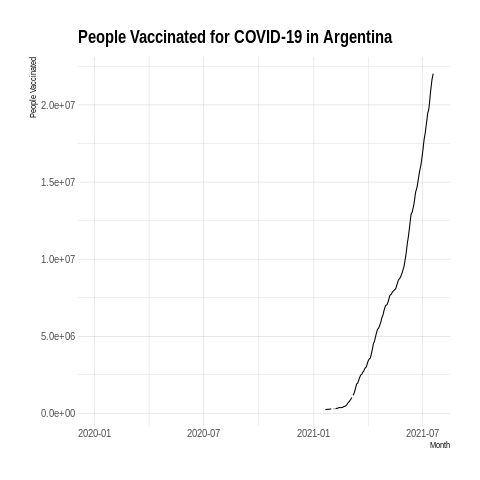 People Vaccinated for COVID-19 in Argentina
People Vaccinated
2.0e+07
1.5e+07
1.0e+07
5.0e+06
0.0e+00
2020-01 2020-07 2021-01 2021-07
Month